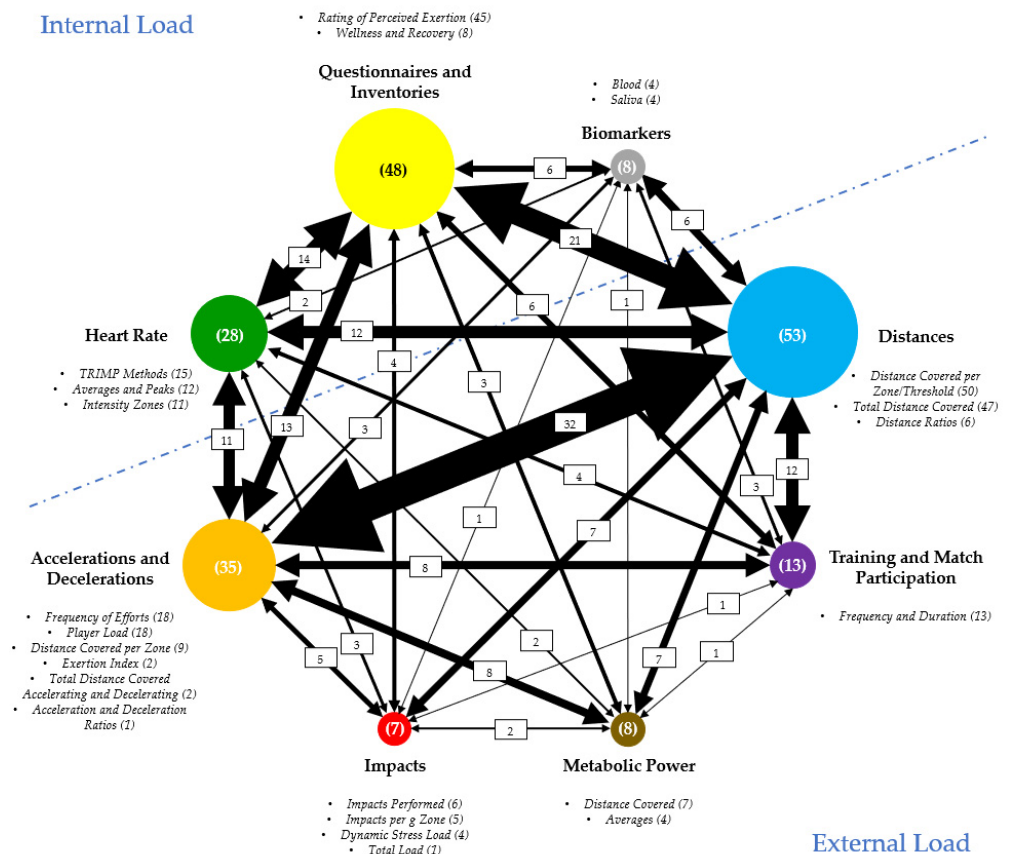 Internal Load
• Rating of Perceived Exertion (45)
• Wellness and Recovery (8)
Questionnaires and
Inventories
• Blood (4)
• Saliva (4)
Biomarkers
(48)
(8)
6
6
21
14
2
1
6
Heart Rate
(28)
12
(53)
Distances
• TRIMP Methods (15)
• Averages and Peaks (12)
• Intensity Zones (11)
4
3
• Distance Covered per
Zone/Threshold (50)
• Total Distance Covered (47)
• Distance Ratios (6)
11
13
3
32
12
4
3
1
7
Accelerations and
Decelerations
(35)
8
(13)
Training and Match
Participation
• Frequency of Efforts (18)
• Player Load (18)
• Distance Covered per Zone (9)
• Exertion Index (2)
• Total Distance Covered
Accelerating and Decelerating (2)
• Acceleration and Deceleration
Ratios (1)
1
• Frequency and Duration (13)
5
3
2
8
7
1
(7)
2
(8)
Impacts
Metabolic Power
• Impacts Performed (6)
• Impacts per g Zone (5)
• Dynamic Stress Load (4)
• Total Load (1)
• Distance Covered (7)
• Averages (4)
External Load